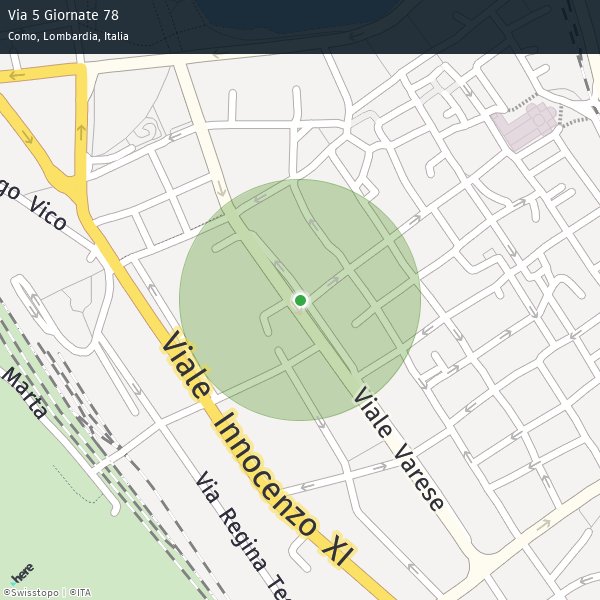 Via 5 Giornate 78
Como, Lombardia, Italia
go Vico
Viale Innocenzo XI
Marta
Viale Varese
Via Regina Te
here
©Swisstopo | ©ITA